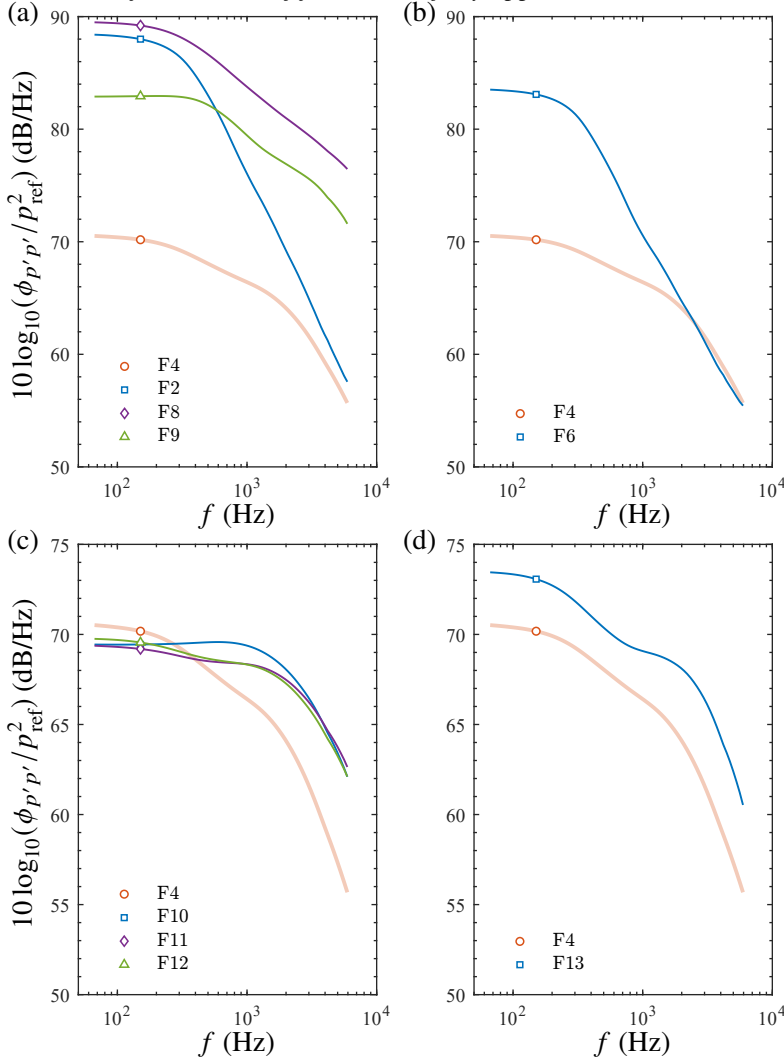 (a)
10 log10(ϕp′p′/p²ref) (dB/Hz)
90
80
70
60
50
F4
F2
F8
F9
10² 10³ 10⁴
f (Hz)
(b)
90
80
70
60
50
F4
F6
10² 10³ 10⁴
f (Hz)
(c)
10 log10(ϕp′p′/p²ref) (dB/Hz)
75
70
65
60
55
50
F4
F10
F11
F12
10² 10³ 10⁴
f (Hz)
(d)
75
70
65
60
55
50
F4
F13
10² 10³ 10⁴
f (Hz)